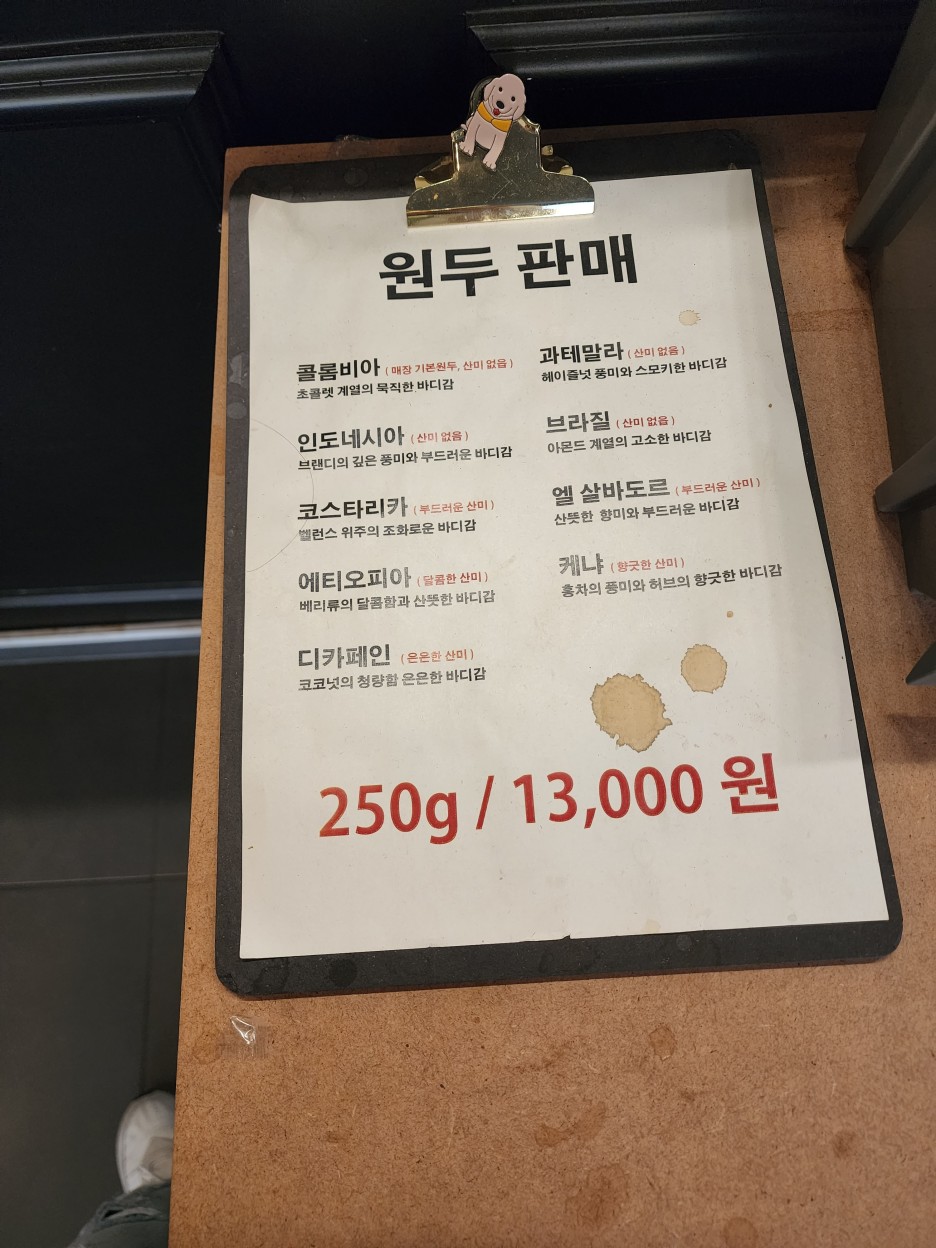 원두 판매
콜롬비아 ( 매장 기본원두, 산미 없음 )
초콜렛 계열의 묵직한 바디감
과테말라 ( 산미 없음 )
헤이즐넛 풍미와 스모키한 바디감
인도네시아 ( 산미 없음 )
브랜디의 깊은 풍미와 부드러운 바디감
브라질 ( 산미 없음 )
아몬드 계열의 고소한 바디감
코스타리카 ( 부드러운 산미 )
벨런스 위주의 조화로운 바디감
엘 살바도르 ( 부드러운 산미 )
산뜻한 향미와 부드러운 바디감
에티오피아 ( 달콤한 산미 )
베리류의 달콤함과 산뜻한 바디감
케냐 ( 향긋한 산미 )
홍차의 풍미와 허브의 향긋한 바디감
디카페인 ( 은은한 산미 )
코코넛의 청량함 은은한 바디감
250g / 13,000 원